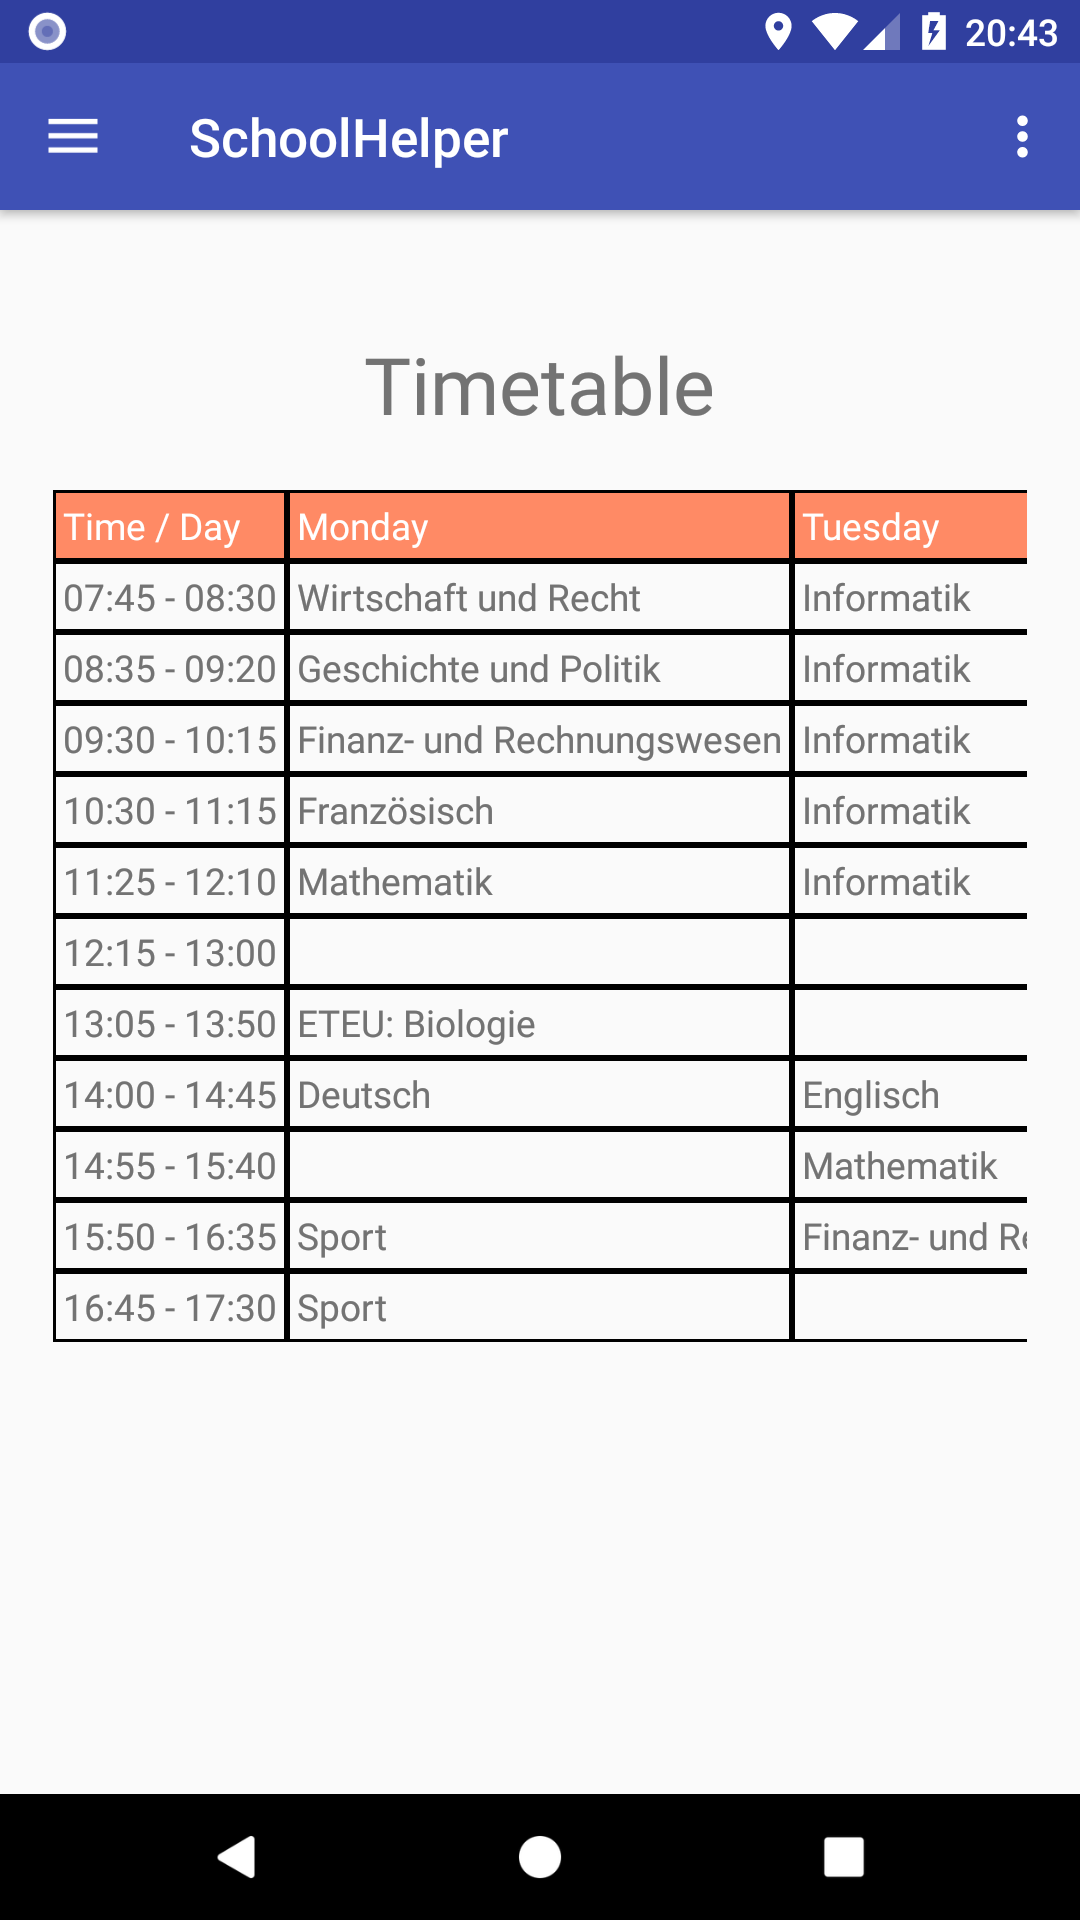 20:43
SchoolHelper
Timetable
Time / Day Monday Tuesday
07:45 - 08:30 Wirtschaft und Recht Informatik
08:35 - 09:20 Geschichte und Politik Informatik
09:30 - 10:15 Finanz- und Rechnungswesen Informatik
10:30 - 11:15 Französisch Informatik
11:25 - 12:10 Mathematik Informatik
12:15 - 13:00
13:05 - 13:50 ETEU: Biologie
14:00 - 14:45 Deutsch Englisch
14:55 - 15:40 Mathematik
15:50 - 16:35 Sport Finanz- und Re
16:45 - 17:30 Sport